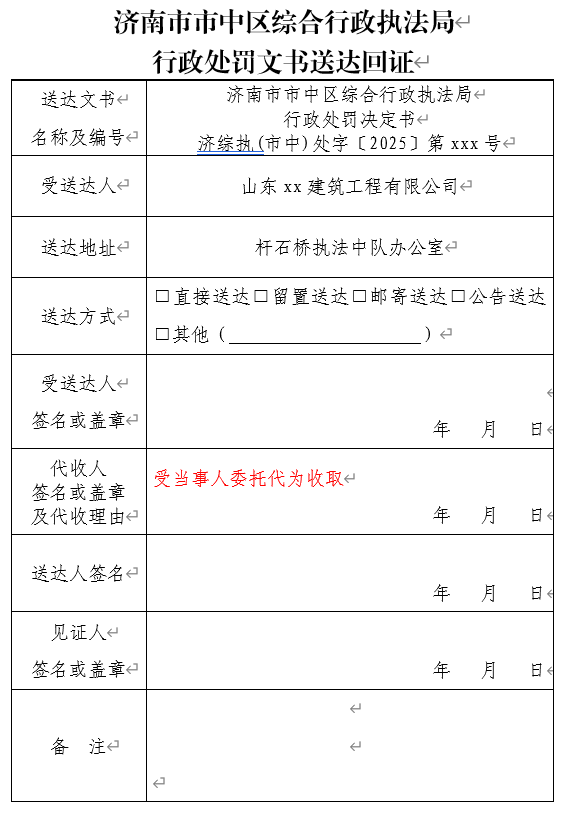 济南市市中区综合行政执法局
行政处罚文书送达回证
送达文书
名称及编号
济南市市中区综合行政执法局
行政处罚决定书
济综执(市中)处字〔2025〕第 xxx 号
受送达人
山东 xx 建筑工程有限公司
送达地址
杆石桥执法中队办公室
送达方式
□直接送达□留置送达□邮寄送达□公告送达
□其他（____________________）
受送达人
签名或盖章
年 月 日
代收人
签名或盖章
及代收理由
受当事人委托代为收取
年 月 日
送达人签名
年 月 日
见证人
签名或盖章
年 月 日
备 注